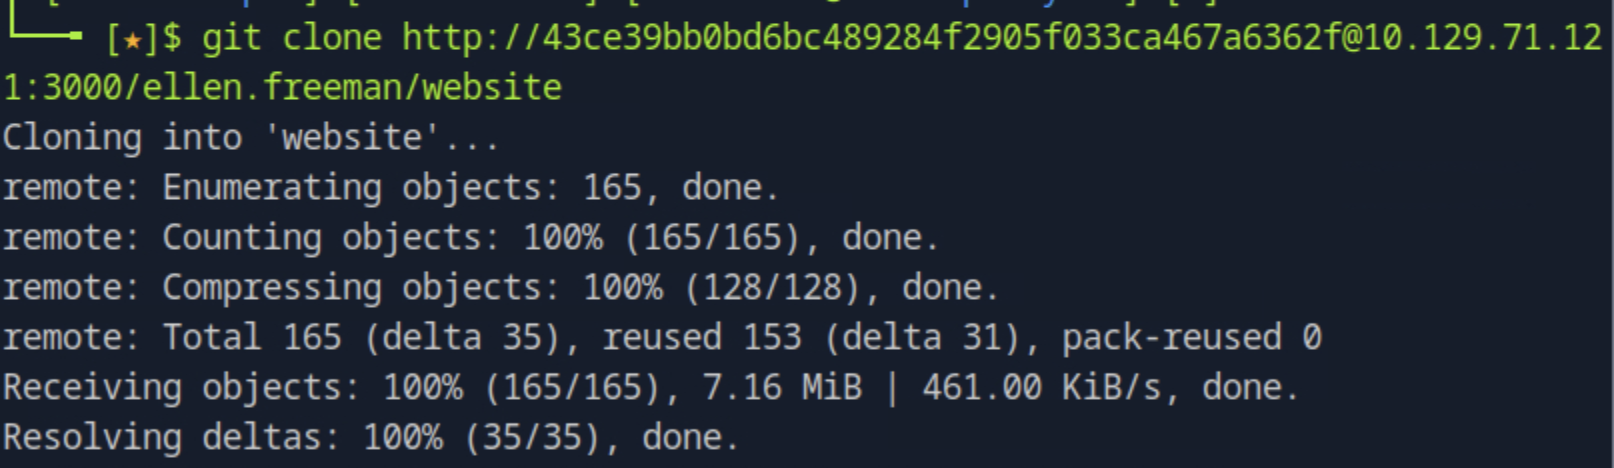 [★]$ git clone http://43ce39bb0bd6bc489284f2905f033ca467a6362f@10.129.71.12
1:3000/ellen.freeman/website
Cloning into 'website'...
remote: Enumerating objects: 165, done.
remote: Counting objects: 100% (165/165), done.
remote: Compressing objects: 100% (128/128), done.
remote: Total 165 (delta 35), reused 153 (delta 31), pack-reused 0
Receiving objects: 100% (165/165), 7.16 MiB | 461.00 KiB/s, done.
Resolving deltas: 100% (35/35), done.